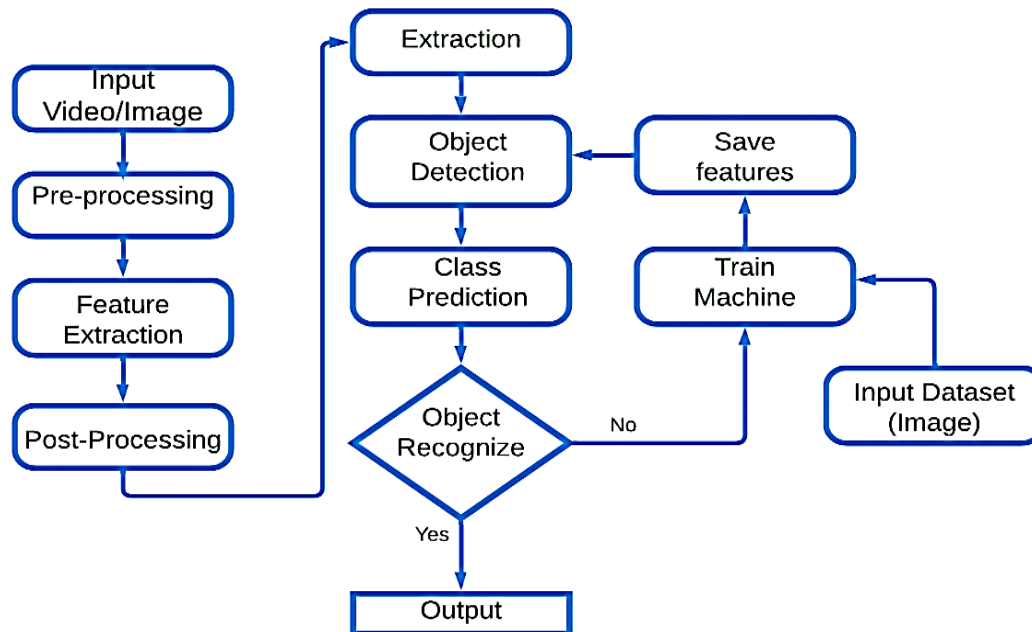 Input
Video/Image
Pre-processing
Feature
Extraction
Post-Processing
Extraction
Object
Detection
Class
Prediction
Object
Recognize
No
Yes
Output
Save
features
Train
Machine
Input Dataset
(Image)